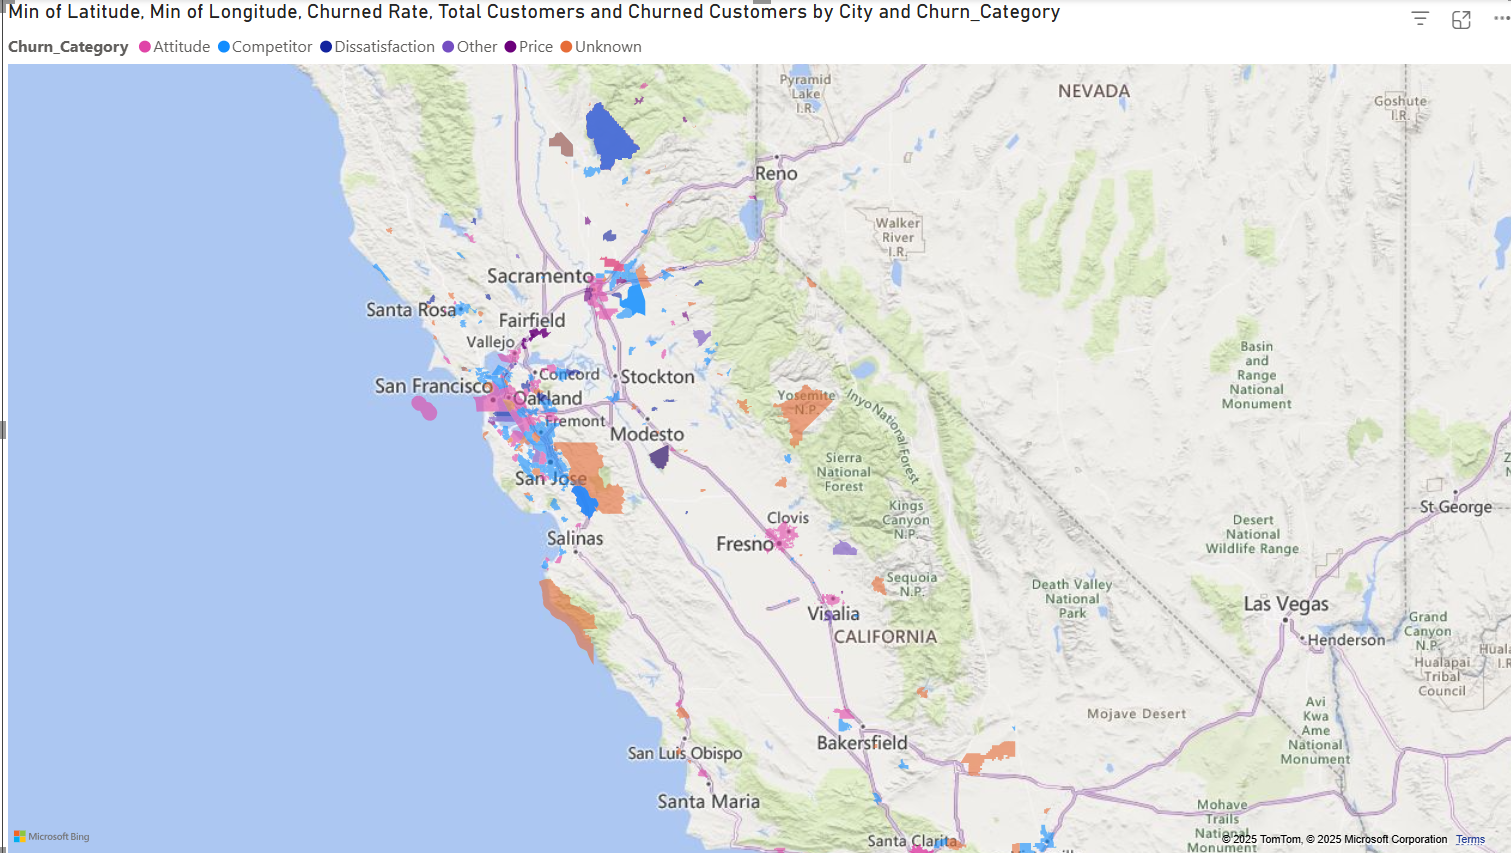 Min of Latitude, Min of Longitude, Churned Rate, Total Customers and Churned Customers by City and Churn_Category
Churn_Category Attitude Competitor Dissatisfaction Other Price Unknown
Pyramid
Lake
I.R.
NEVADA
Goshute
I.R.
Reno
Walker
River
I.R.
Sacramento
Santa Rosa
Fairfield
Vallejo
Basin
and
Range
National
Monument
San Francisco
Concord
Stockton
Oakland
Yosemite
N.P.
Inyo National Forest
Fremont
Modesto
Sierra
National
Forest
San Jose
Kings
Canyon
N.P.
St George
Clovis
Desert
National
Wildlife Range
Salinas
Fresno
Sequoia
N.P.
Death Valley
National
Park
Las Vegas
Visalia
CALIFORNIA
Henderson
Grand
Canyon
N.P.
Hualapai
Tribal
Council
Avi
Kwa
Ame
National
Monument
Mojave Desert
Bakersfield
San Luis Obispo
Santa Maria
Mohave
Trails
National
Monument
Santa Clarita
Microsoft Bing
© 2025 TomTom, © 2025 Microsoft Corporation Terms